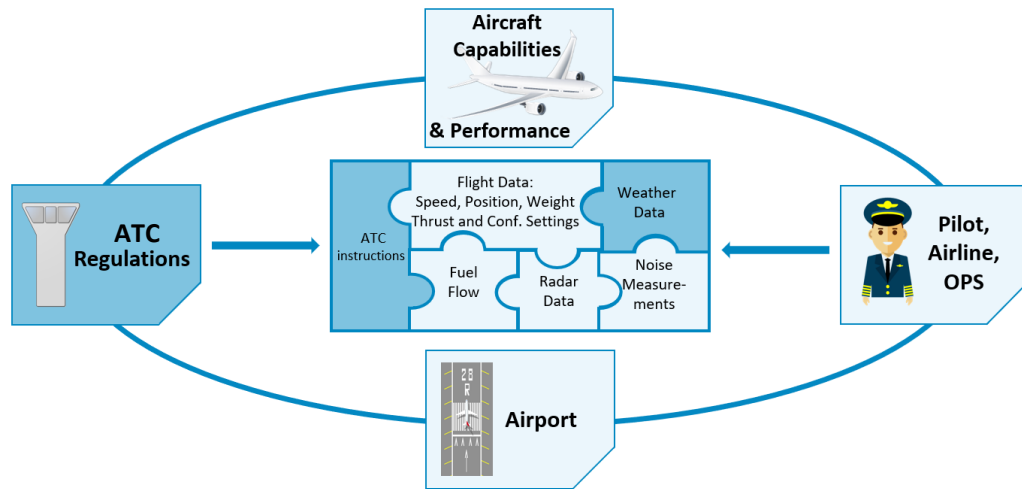 Aircraft
Capabilities
& Performance
ATC
Regulations
ATC
instructions
Flight Data:
Speed, Position, Weight
Thrust and Conf. Settings
Weather
Data
Fuel
Flow
Radar
Data
Noise
Measure-
ments
Pilot,
Airline,
OPS
28
R
Airport